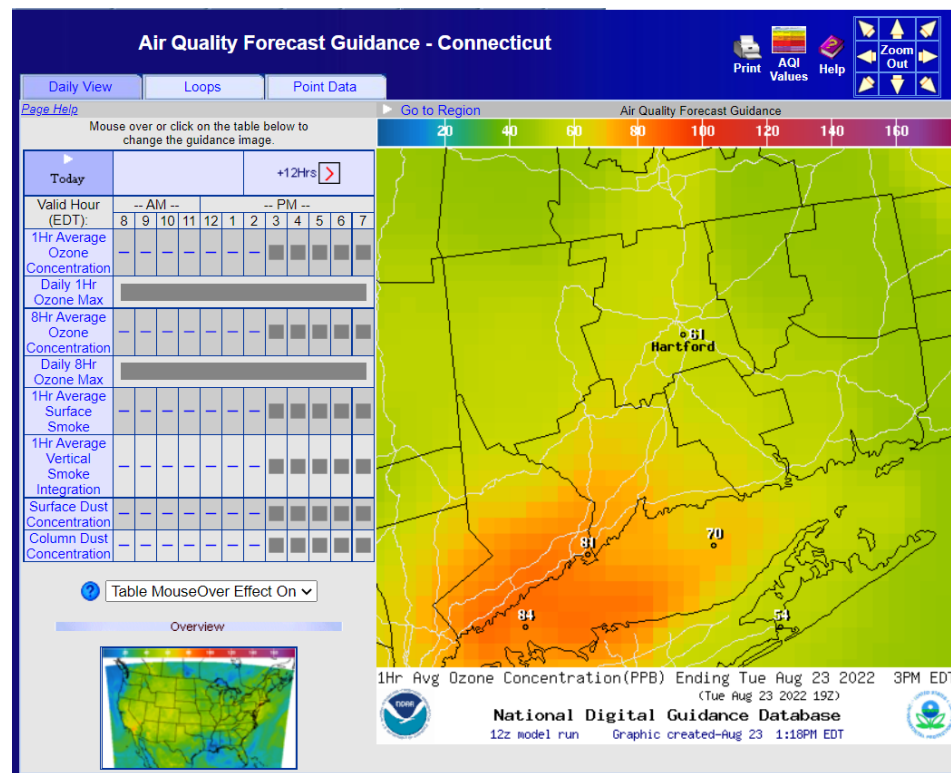 Air Quality Forecast Guidance - Connecticut
Print
AQI
Values
Help
Zoom
Out
Daily View
Loops
Point Data
Page Help
Go to Region
Air Quality Forecast Guidance
Mouse over or click on the table below to
change the guidance image.
20 40 60 80 100 120 140 160
Today
+12Hrs
Valid Hour
(EDT):
-- AM --
-- PM --
8 9 10 11 12 1 2 3 4 5 6 7
1Hr Average
Ozone
Concentration
Daily 1Hr
Ozone Max
8Hr Average
Ozone
Concentration
Daily 8Hr
Ozone Max
1Hr Average
Surface
Smoke
1Hr Average
Vertical
Smoke
Integration
Surface Dust
Concentration
Column Dust
Concentration
Table MouseOver Effect On
Overview
61
Hartford
81
70
84
54
1Hr Avg Ozone Concentration(PPB) Ending Tue Aug 23 2022 3PM EDT
(Tue Aug 23 2022 19Z)
National Digital Guidance Database
12z model run Graphic created-Aug 23 1:18PM EDT
NOAA